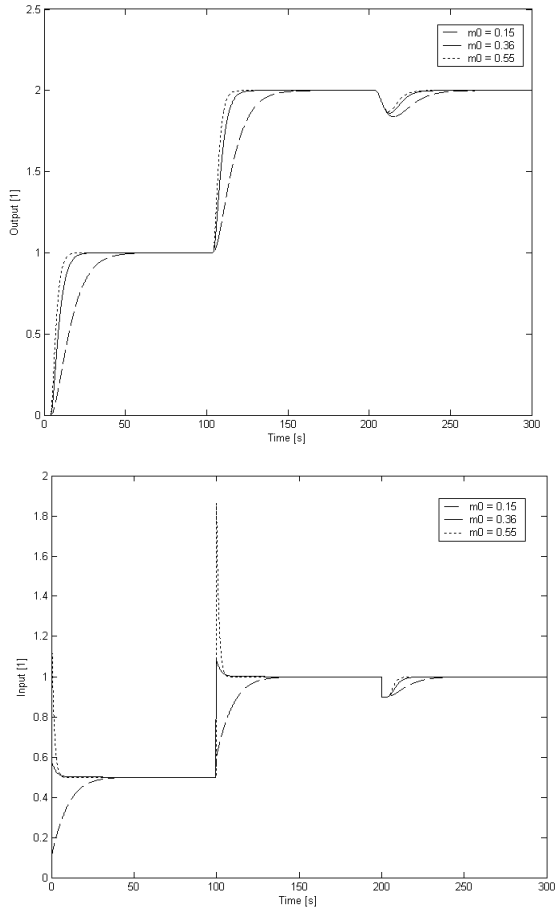 2.5
m0 = 0.15
m0 = 0.36
m0 = 0.55
2
1.5
Output [1]
1
0.5
0
0 50 100 150 200 250 300
Time [s]
2
m0 = 0.15
m0 = 0.36
m0 = 0.55
1.8
1.6
1.4
1.2
Input [1]
1
0.8
0.6
0.4
0.2
0
0 50 100 150 200 250 300
Time [s]